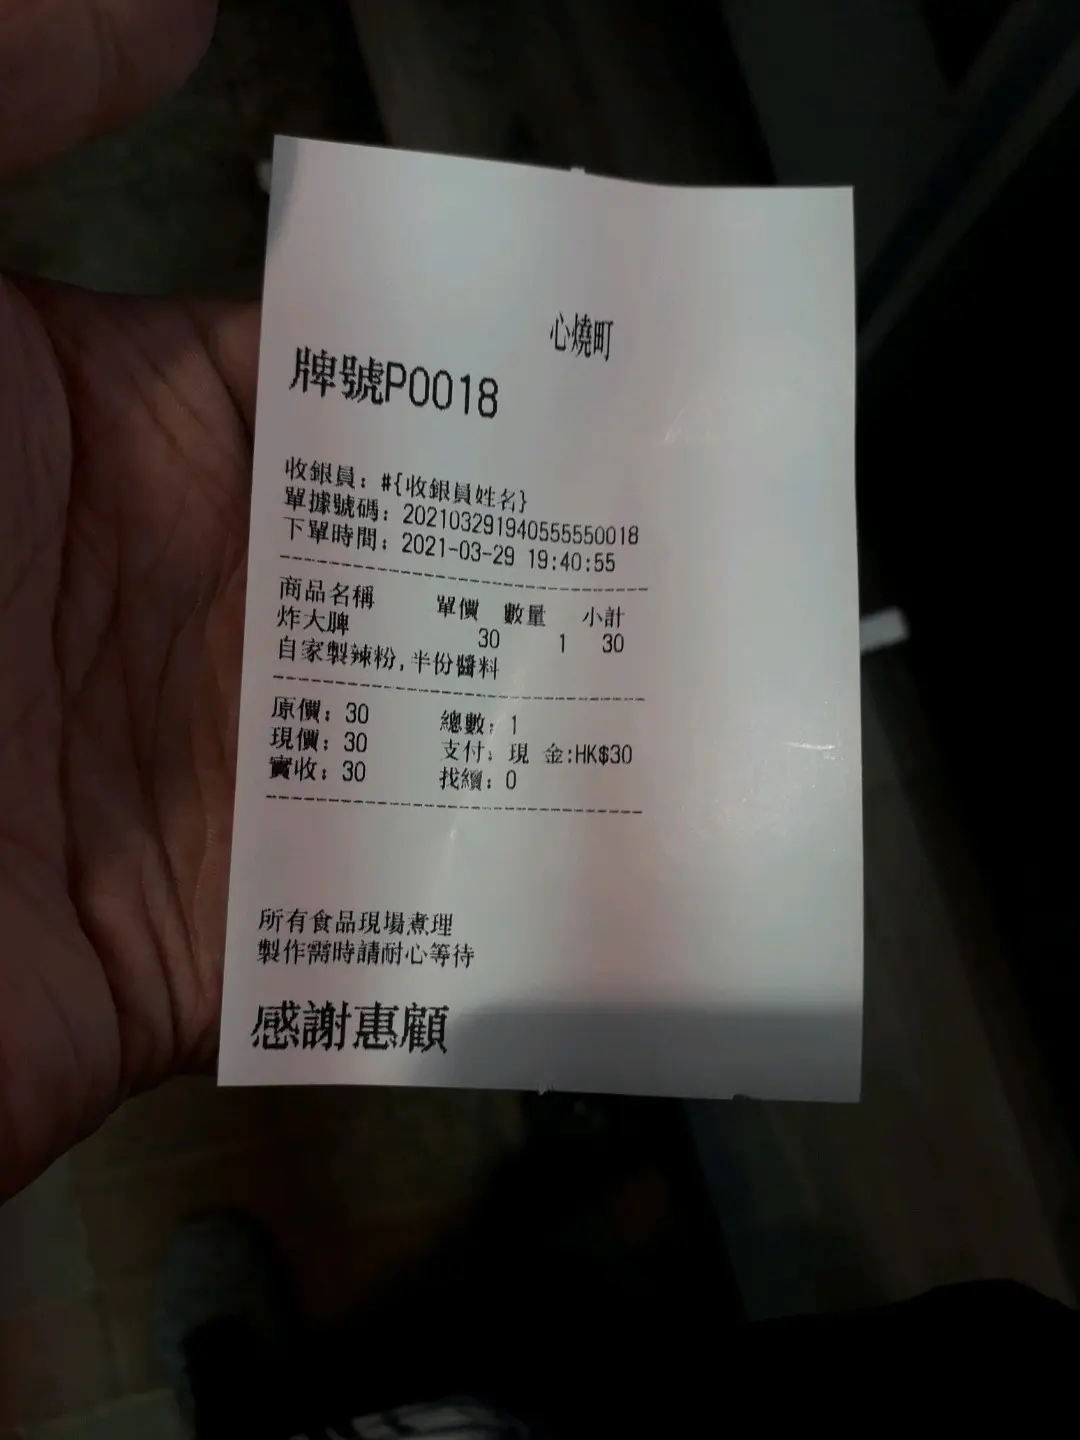 心燒町
牌號P0018
收銀員: #{收銀員姓名}
單據號碼: 202103291940555550018
下單時間: 2021-03-29 19:40:55
商品名稱 單價 數量 小計
炸大脾 30 1 30
自家製辣粉,半份醬料
原價: 30 總數: 1
現價: 30 支付: 現 金:HK$30
實收: 30 找續: 0
所有食品現場煮理
製作需時請耐心等待
感謝惠顧